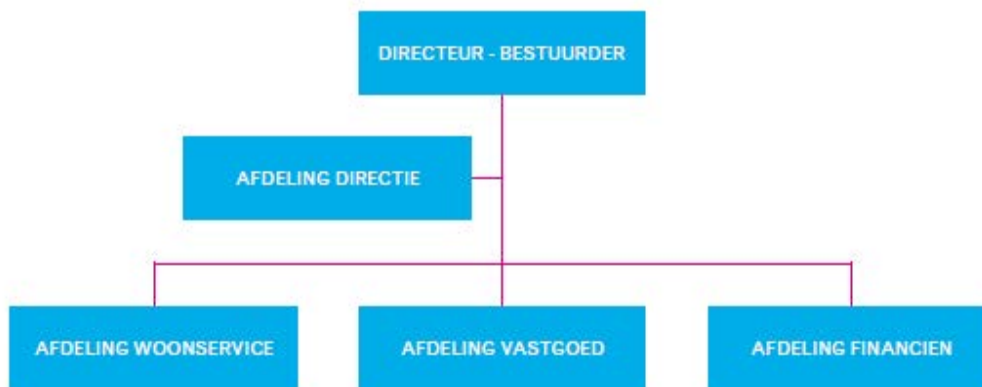 DIRECTEUR - BESTUURDER
AFDELING DIRECTIE
AFDELING WOONSERVICE
AFDELING VASTGOED
AFDELING FINANCIEN